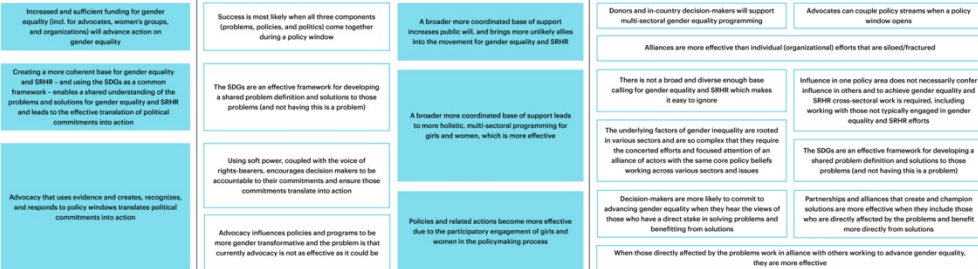 Increased and sufficient funding for gender
equality (incl. for advocates, women's groups,
and organizations) will advance action on
gender equality
Creating a more coherent base for gender equality
and SRHR – and using the SDGs as a common
framework – enables a shared understanding of the
problems and solutions for gender equality and SRHR
and leads to the effective translation of political
commitments into action
Advocacy that uses evidence and creates, recognizes,
and responds to policy windows translates political
commitments into action
Success is most likely when all three components
(problems, policies, and politics) come together
during a policy window
The SDGs are an effective framework for developing
a shared problem definition and solutions to those
problems (and not having this is a problem)
Using soft power, coupled with the voice of
rights-bearers, encourages decision makers to be
accountable to their commitments and ensure those
commitments translate into action
Advocacy influences policies and programs to be
more gender transformative and the problem is that
currently advocacy is not as effective as it could be
A broader more coordinated base of support
increases public will, and brings more unlikely allies
into the movement for gender equality and SRHR
A broader more coordinated base of support leads
to more holistic, multi-sectoral programming for
girls and women, which is more effective
Policies and related actions become more effective
due to the participatory engagement of girls and
women in the policymaking process
Donors and in-country decision-makers will support
multi-sectoral gender equality programming
Advocates can couple policy streams when a policy
window opens
Alliances are more effective than individual (organizational) efforts that are siloed/fractured
There is not a broad and diverse enough base
calling for gender equality and SRHR which makes
it easy to ignore
Influence in one policy area does not necessarily confer
influence in others and to achieve gender equality and
SRHR cross-sectoral work is required, including
working with those not typically engaged in gender
equality and SRHR efforts
The underlying factors of gender inequality are rooted
in various sectors and are so complex that they require
the concerted efforts and focused attention of an
alliance of actors with the same core policy beliefs
working across various sectors and issues
The SDGs are an effective framework for developing a
shared problem definition and solutions to those
problems (and not having this is a problem)
Decision-makers are more likely to commit to
advancing gender equality when they hear the views of
those who have a direct stake in solving problems and
benefitting from solutions
Partnerships and alliances that create and champion
solutions are more effective when they include those
who are directly affected by the problems and benefit
more directly from solutions
When those directly affected by the problems work in alliance with others working to advance gender equality,
they are more effective